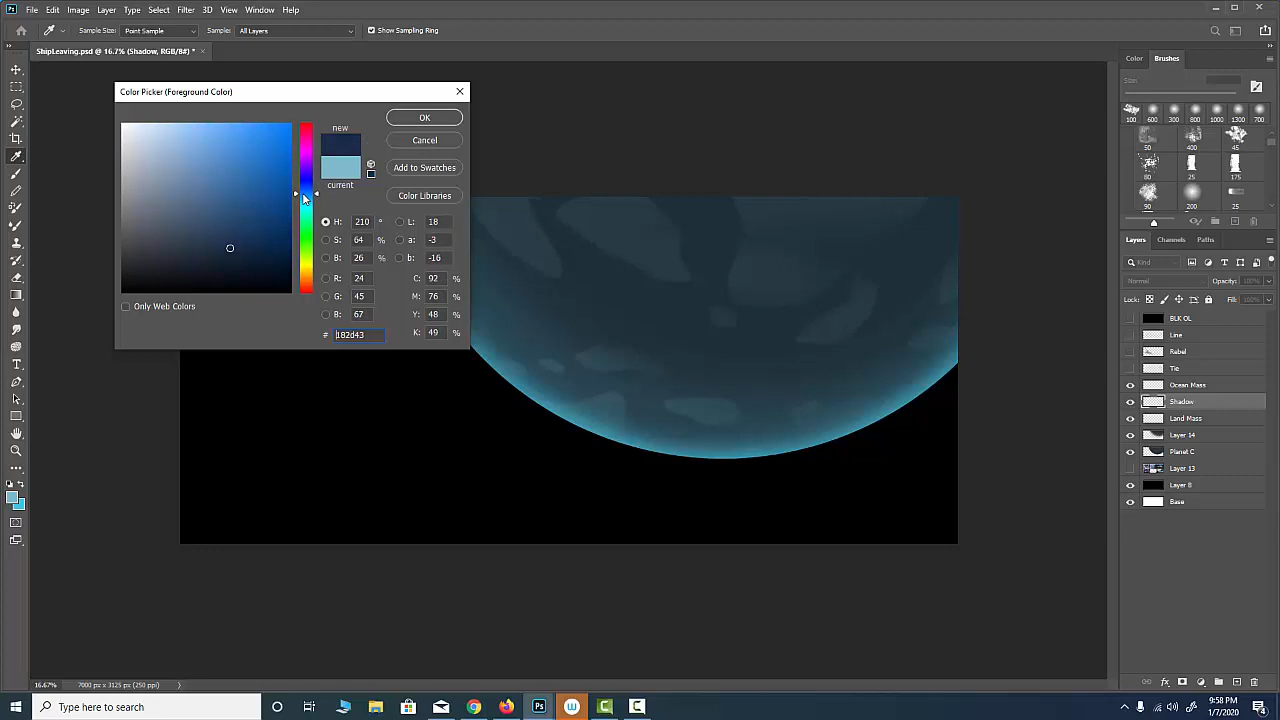 Ps File Edit Image Layer Type Select Filter 3D View Window Help
Sample Size: Point Sample Sample: All Layers Show Sampling Ring
ShipLeaving.psd @ 16.7% (Shadow, RGB/8#) *
Color Picker (Foreground Color)
new
current
OK
Cancel
Add to Swatches
Color Libraries
H: 210 ° L: 18
S: 64 % a: -3
B: 26 % b: -16
R: 24 C: 92 %
G: 45 M: 76 %
B: 67 Y: 48 %
# 182d43 K: 49 %
Only Web Colors
Color Brushes
Size:
100 600 300 800 1000 1300 700
50 400 45
80 25 175
90 200
Layers Channels Paths
Kind
Normal Opacity: 100%
Lock: Fill: 100%
BLK OL
Line
Rebel
Tie
Ocean Mass
Shadow
Land Mass
Layer 14
Planet C
Layer 13
Layer 8
Base
16.67% 7000 px x 3125 px (250 ppi)
Type here to search
9:58 PM
1/7/2020